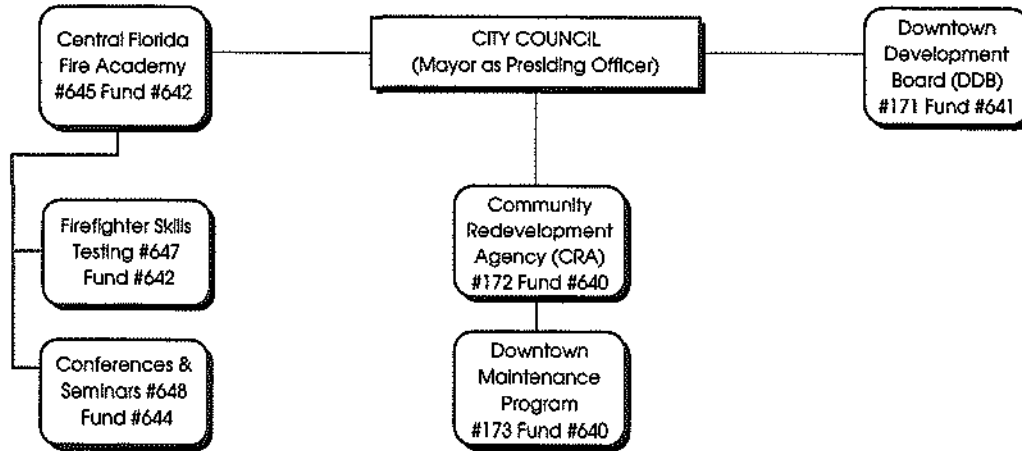 Central Florida
Fire Academy
#645 Fund #642
CITY COUNCIL
(Mayor as Presiding Officer)
Downtown
Development
Board (DDB)
#171 Fund #641
Firefighter Skills
Testing #647
Fund #642
Community
Redevelopment
Agency (CRA)
#172 Fund #640
Conferences &
Seminars #648
Fund #644
Downtown
Maintenance
Program
#173 Fund #640